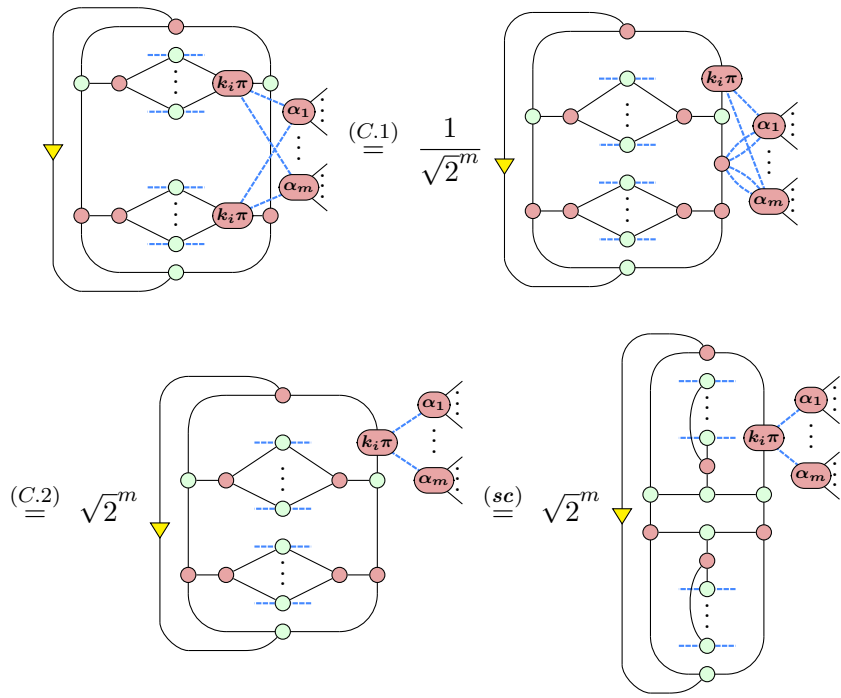 k_iπ
α_1
⋮
α_m
k_iπ
(C.1)
=
1/√2^m
k_iπ
α_1
⋮
α_m
(C.2)
= √2^m
k_iπ
α_1
⋮
α_m
(sc)
= √2^m
k_iπ
α_1
⋮
α_m